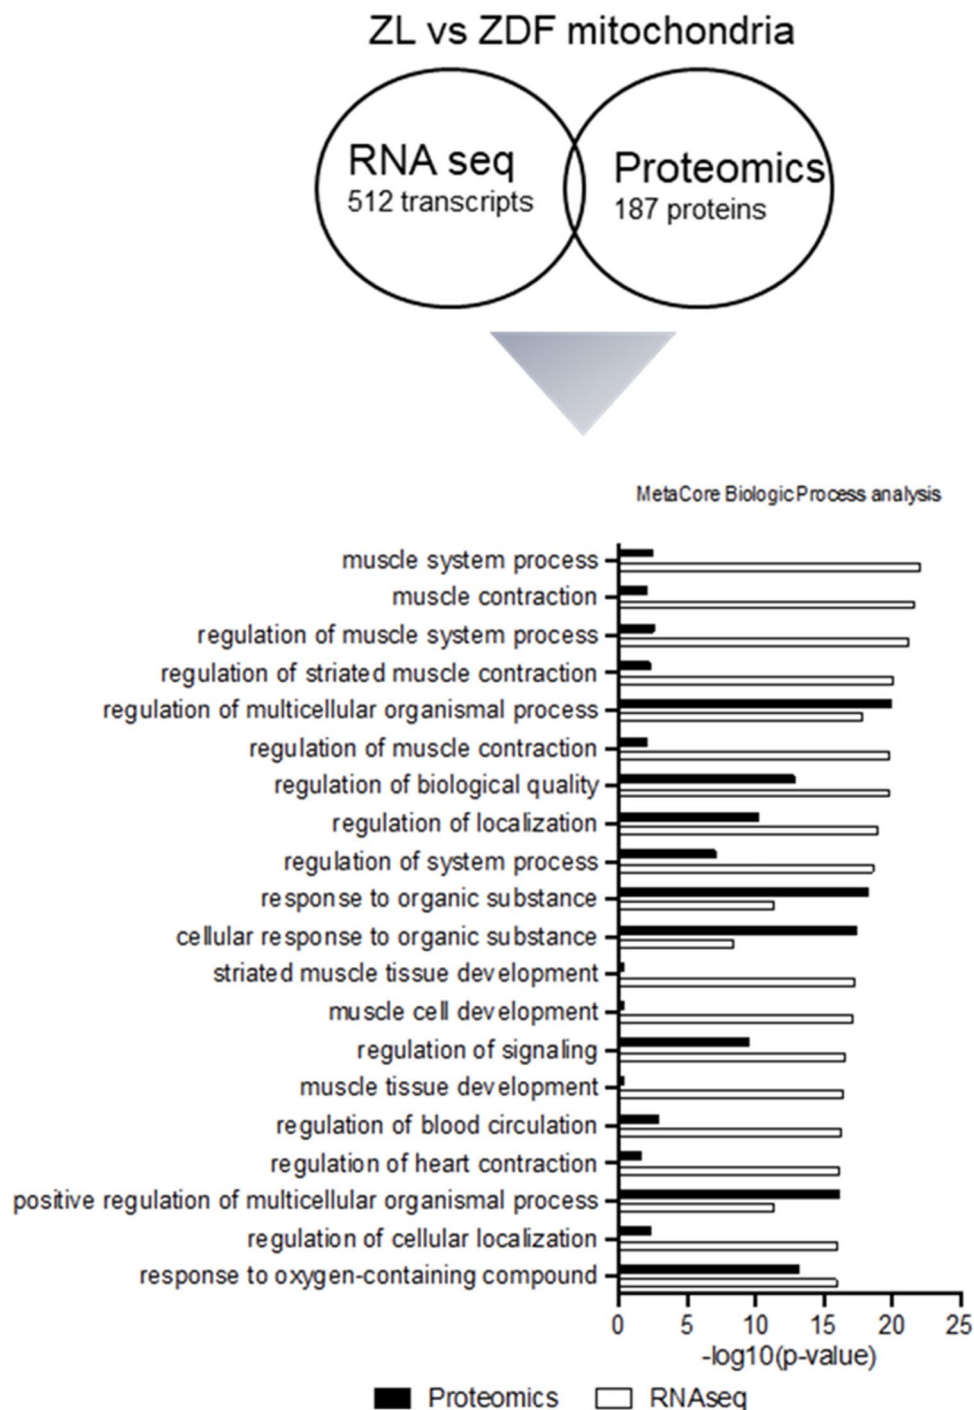 ZL vs ZDF mitochondria
RNA seq
512 transcripts
Proteomics
187 proteins
MetaCore Biologic Process analysis
muscle system process
muscle contraction
regulation of muscle system process
regulation of striated muscle contraction
regulation of multicellular organismal process
regulation of muscle contraction
regulation of biological quality
regulation of localization
regulation of system process
response to organic substance
cellular response to organic substance
striated muscle tissue development
muscle cell development
regulation of signaling
muscle tissue development
regulation of blood circulation
regulation of heart contraction
positive regulation of multicellular organismal process
regulation of cellular localization
response to oxygen-containing compound
0 5 10 15 20 25
-log10(p-value)
Proteomics RNAseq